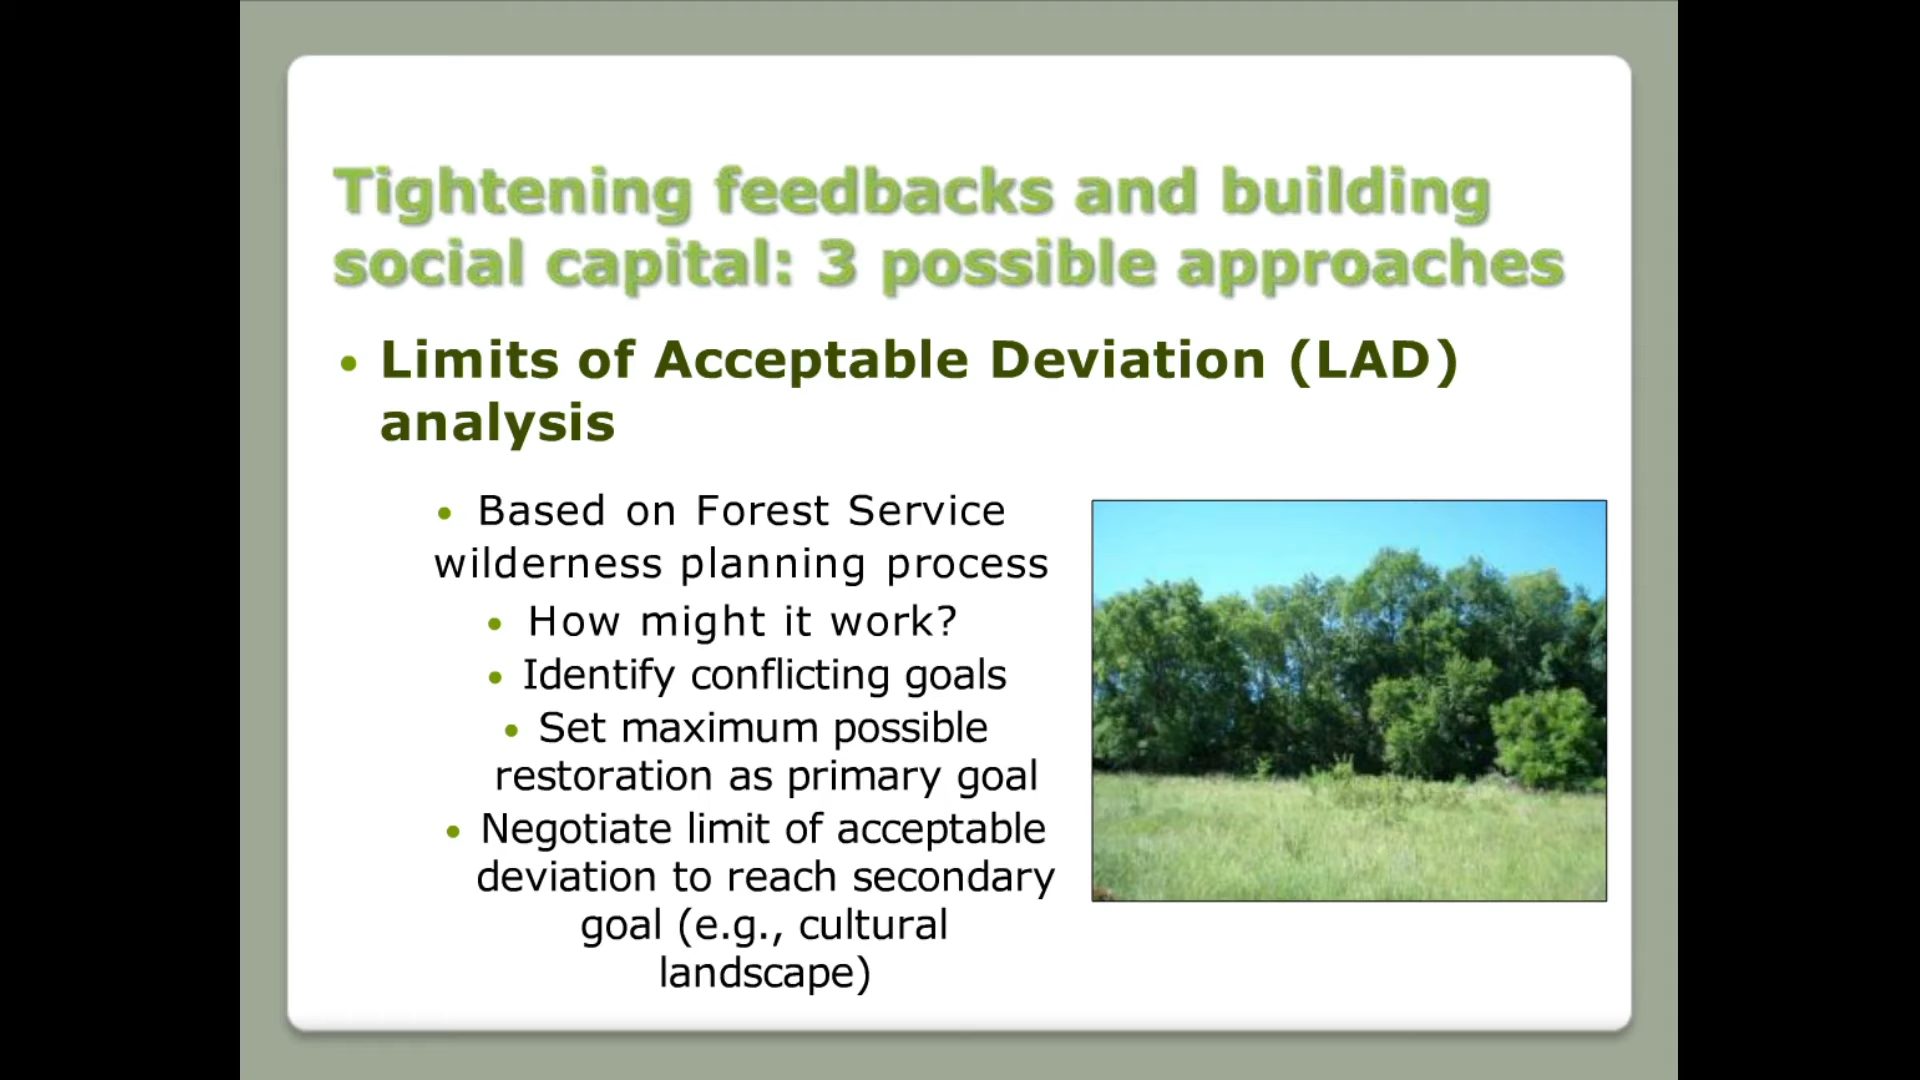 Tightening feedbacks and building
social capital: 3 possible approaches
• Limits of Acceptable Deviation (LAD)
analysis
• Based on Forest Service
wilderness planning process
• How might it work?
• Identify conflicting goals
• Set maximum possible
restoration as primary goal
• Negotiate limit of acceptable
deviation to reach secondary
goal (e.g., cultural
landscape)